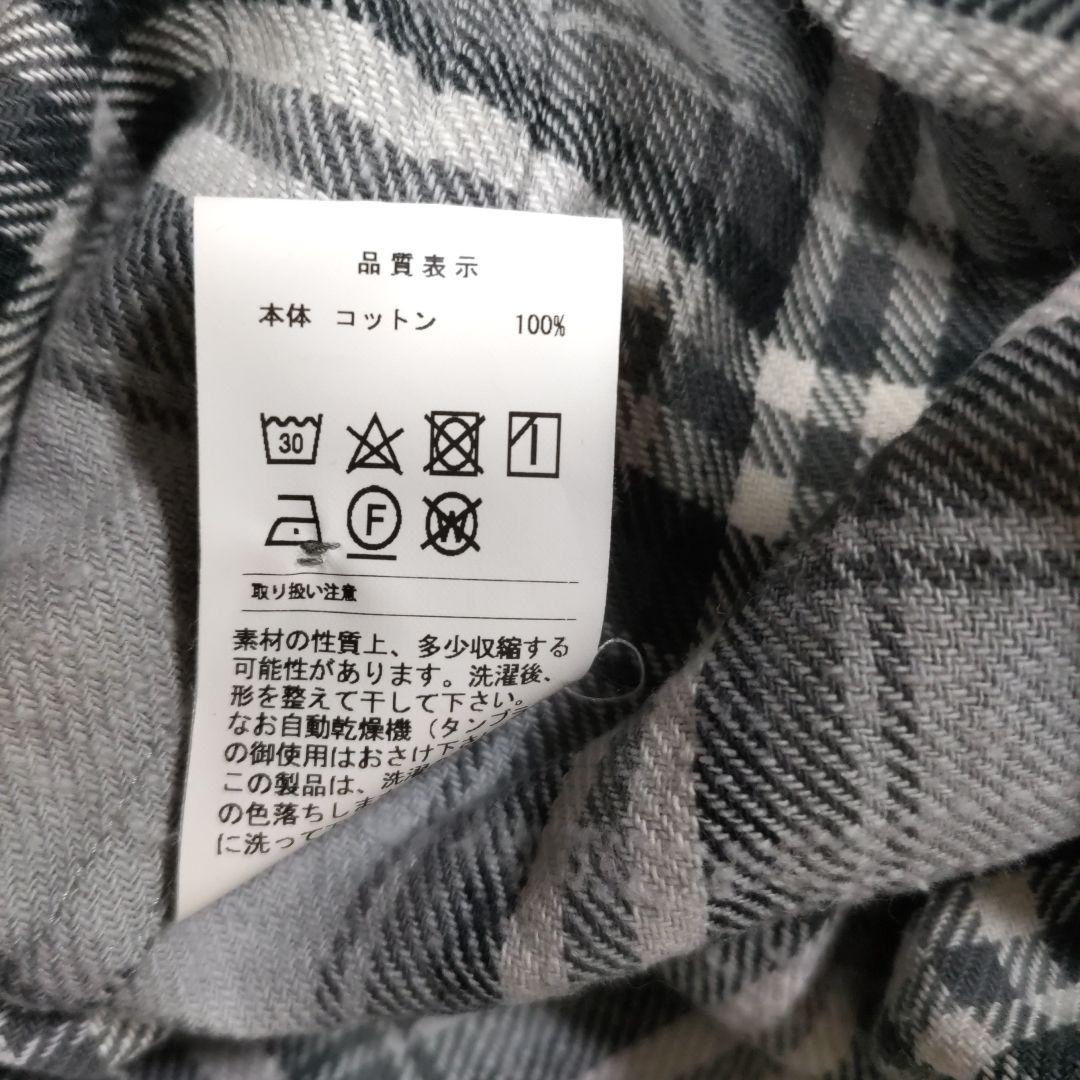 品質表示
本体 コットン 100%
30
F
W
取り扱い注意
素材の性質上、多少収縮する
可能性があります。洗濯後、
形を整えて干して下さい。
なお自動乾燥機（タンブラ
の御使用はおさけ下
この製品は、洗濯
の色落ちしま
に洗って